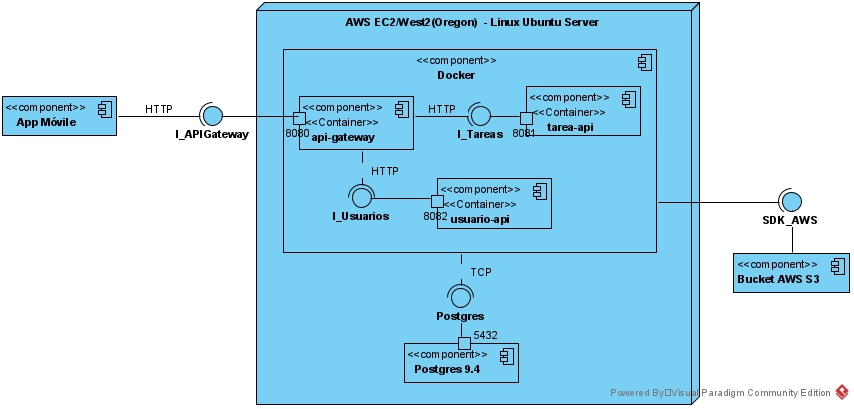 AWS EC2/West2(Oregon) - Linux Ubuntu Server
<<component>>
Docker
<<component>>
App Móvile
HTTP
I_APIGateway
8080
<<component>>
<<Container>>
api-gateway
HTTP
I_Tareas
8081
<<component>>
<<Container>>
tarea-api
HTTP
I_Usuarios
8082
<<component>>
<<Container>>
usuario-api
SDK_AWS
<<component>>
Bucket AWS S3
TCP
Postgres
5432
<<component>>
Postgres 9.4
Powered By Visual Paradigm Community Edition